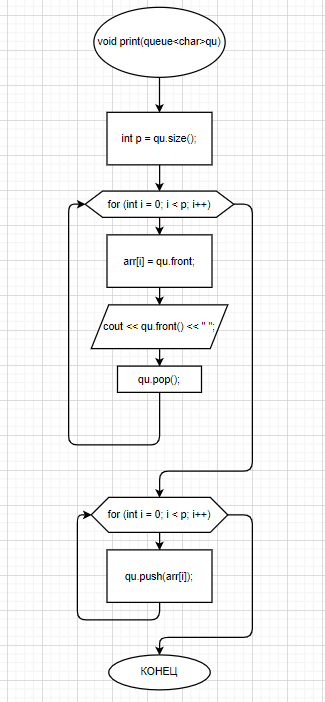 void print(queue<char>qu)
int p = qu.size();
for (int i = 0; i < p; i++)
arr[i] = qu.front;
cout << qu.front() << " ";
qu.pop();
for (int i = 0; i < p; i++)
qu.push(arr[i]);
КОНЕЦ